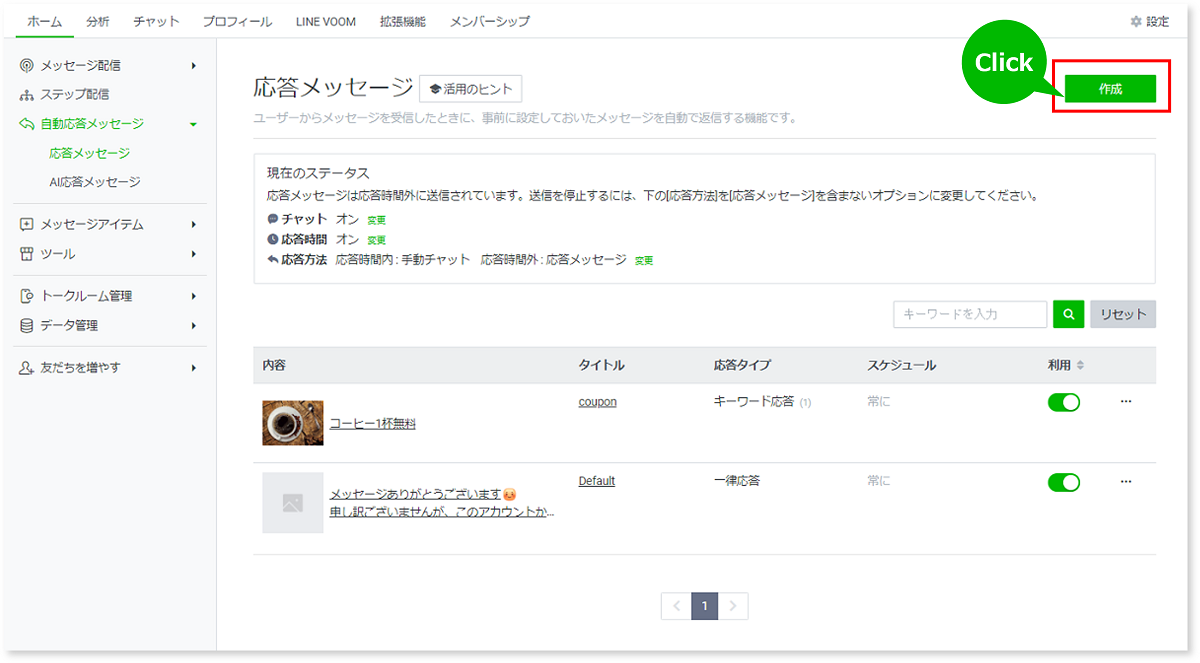 ホーム 分析 チャット プロフィール LINE VOOM 拡張機能 メンバーシップ 設定
メッセージ配信
ステップ配信
自動応答メッセージ
応答メッセージ
AI応答メッセージ
メッセージアイテム
ツール
トークルーム管理
データ管理
友だちを増やす
Click
応答メッセージ 活用のヒント 作成
ユーザーからメッセージを受信したときに、事前に設定しておいたメッセージを自動で返信する機能です。
現在のステータス
応答メッセージは応答時間外に送信されています。送信を停止するには、下の[応答方法]を[応答メッセージ]を含まないオプションに変更してください。
チャット オン 変更
応答時間 オン 変更
応答方法 応答時間内 : 手動チャット 応答時間外 : 応答メッセージ 変更
キーワードを入力 リセット
内容 タイトル 応答タイプ スケジュール 利用
コーヒー1杯無料 coupon キーワード応答 (1) 常に ...
メッセージありがとうございます Default 一律応答 常に ...
申し訳ございませんが、このアカウントか...
< 1 >